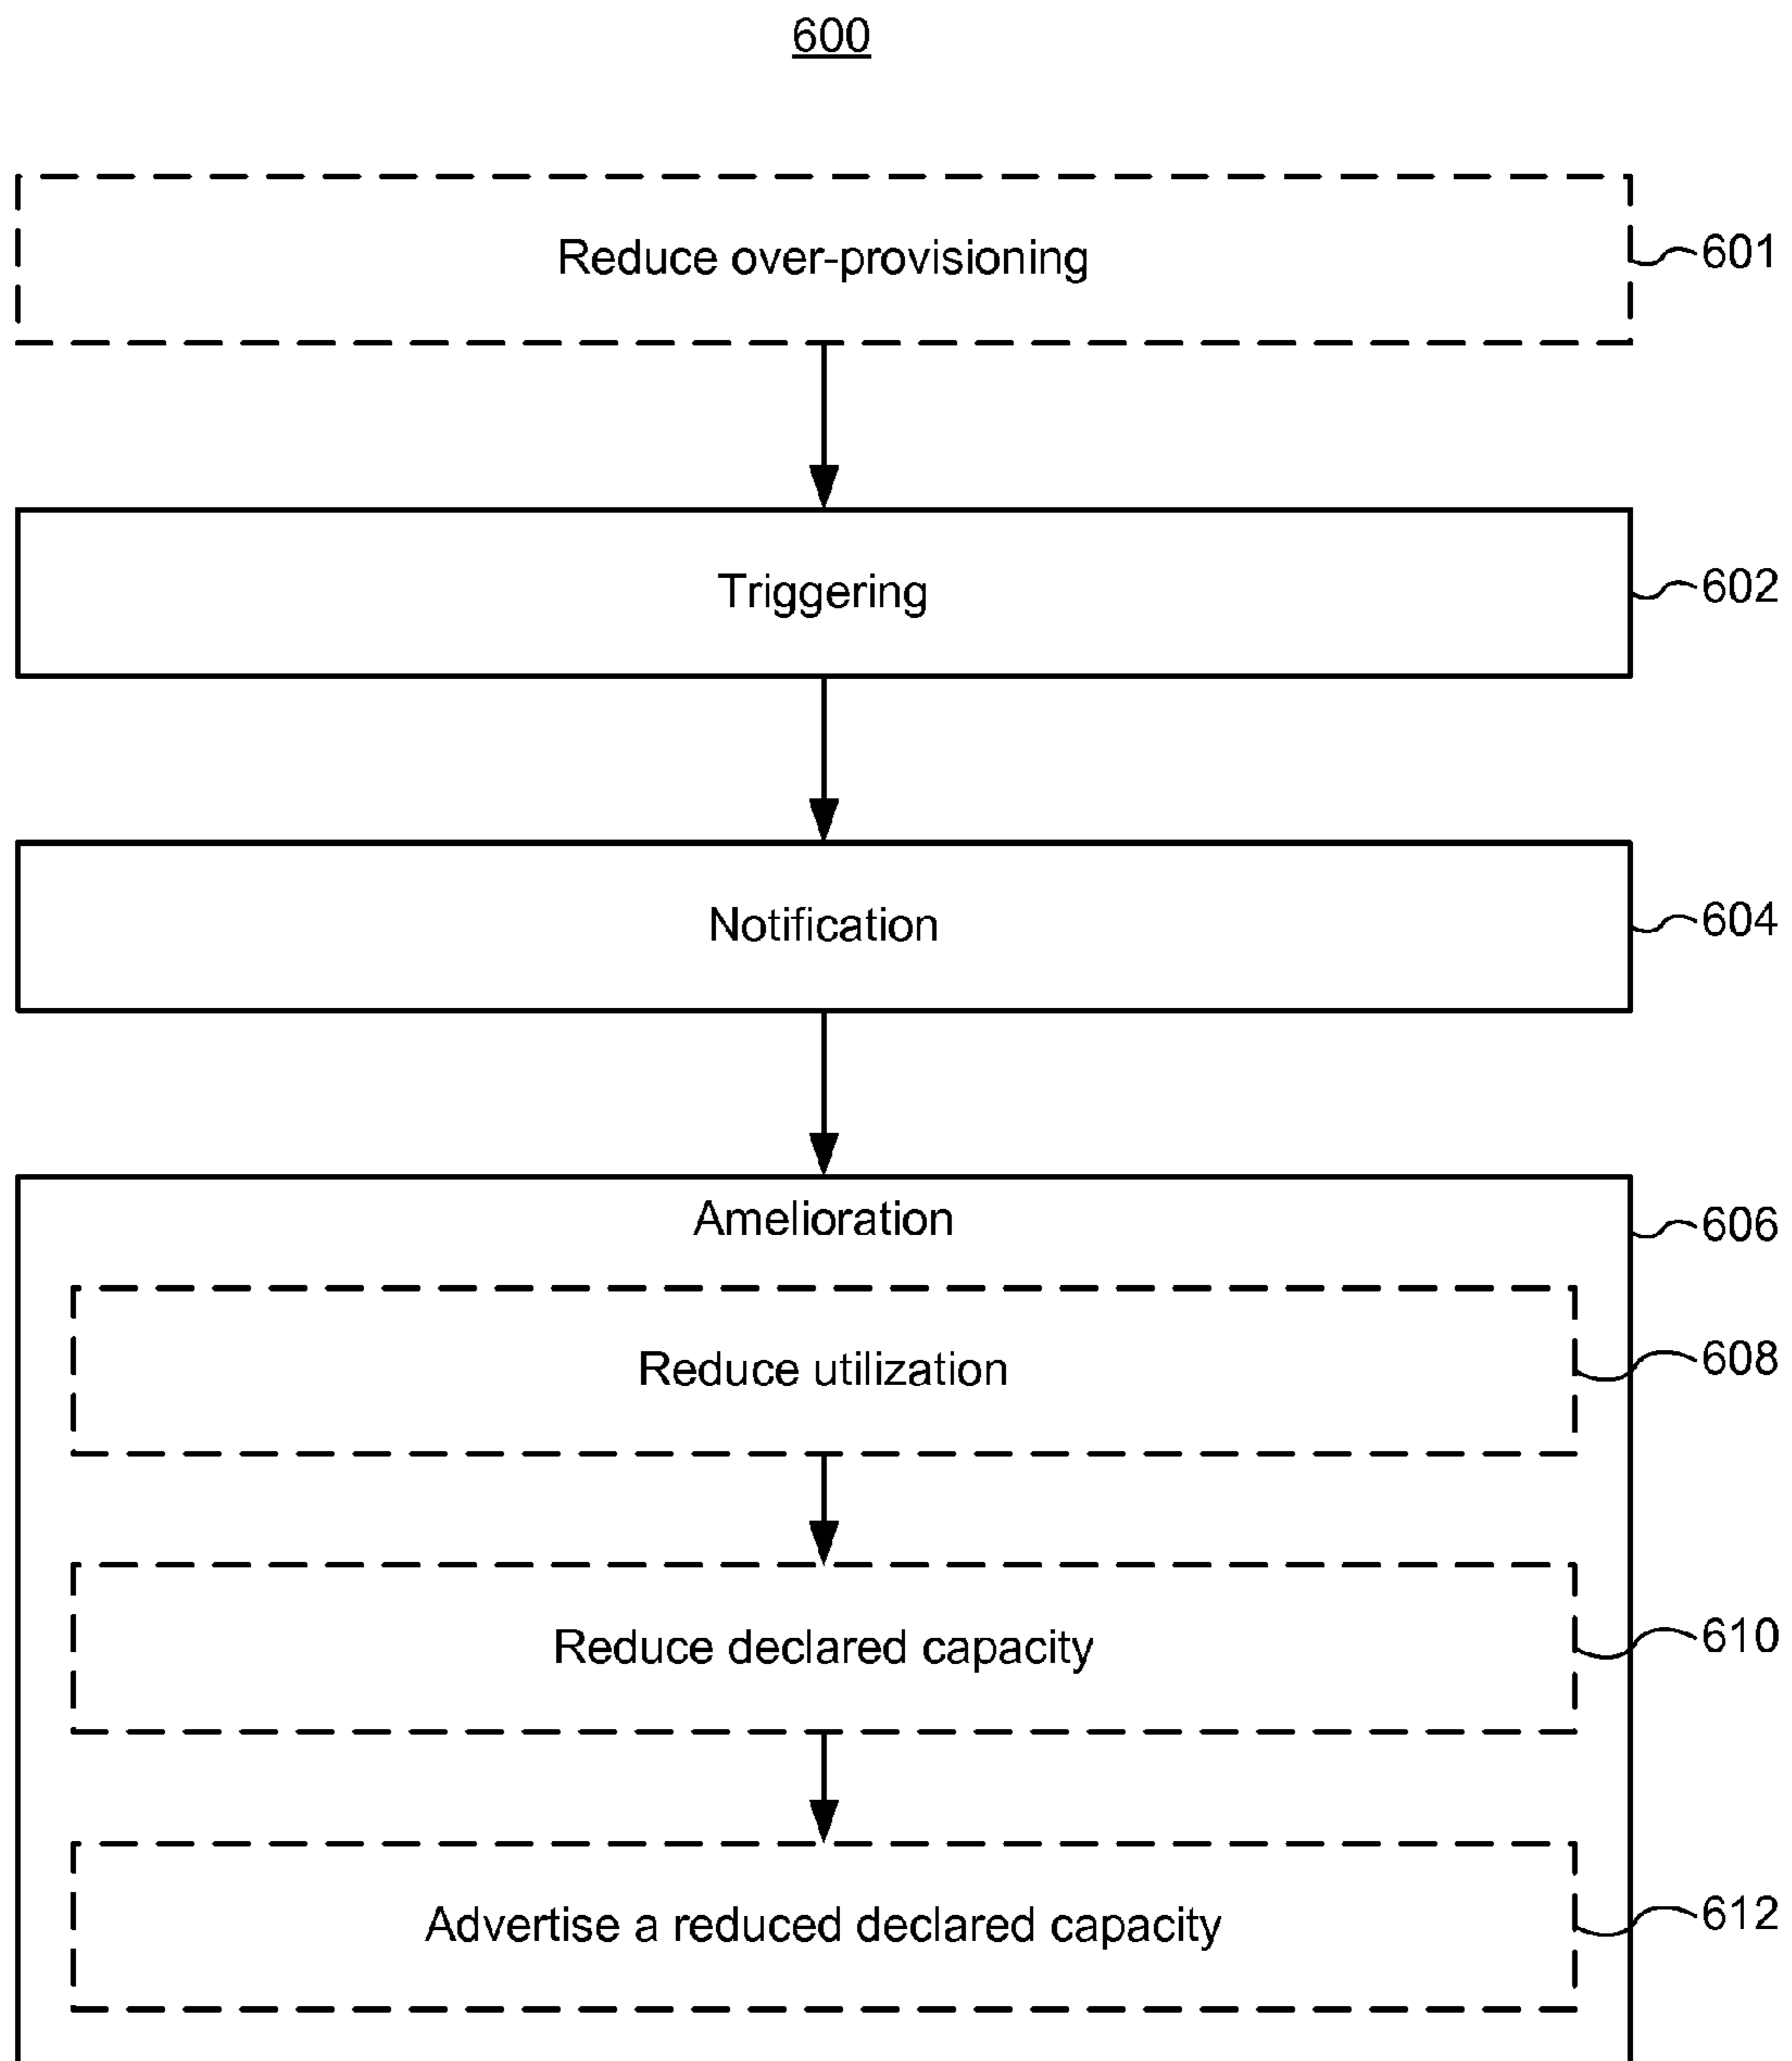 600
Reduce over-provisioning
601
Triggering
602
Notification
604
Amelioration
606
Reduce utilization
608
Reduce declared capacity
610
Advertise a reduced declared capacity
612